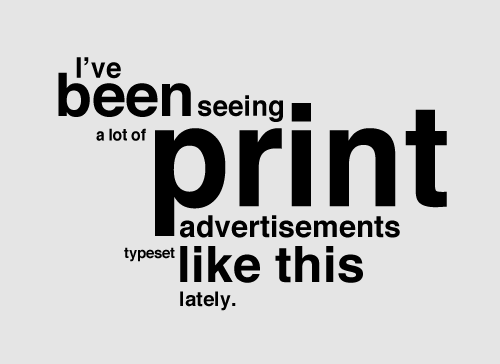 I've
been seeing
a lot of print
advertisements
typeset like this
lately.